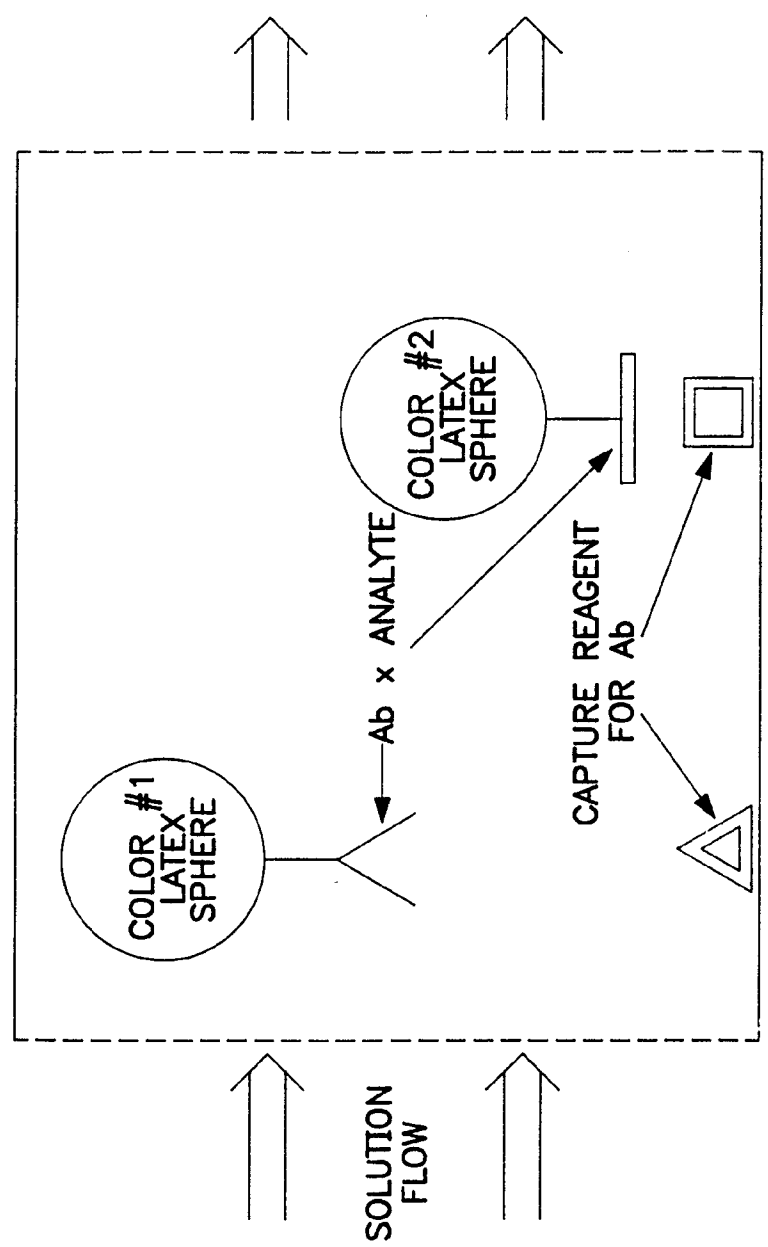 COLOR #1
LATEX
SPHERE
Ab x ANALYTE
COLOR #2
LATEX
SPHERE
SOLUTION
FLOW
CAPTURE REAGENT
FOR Ab